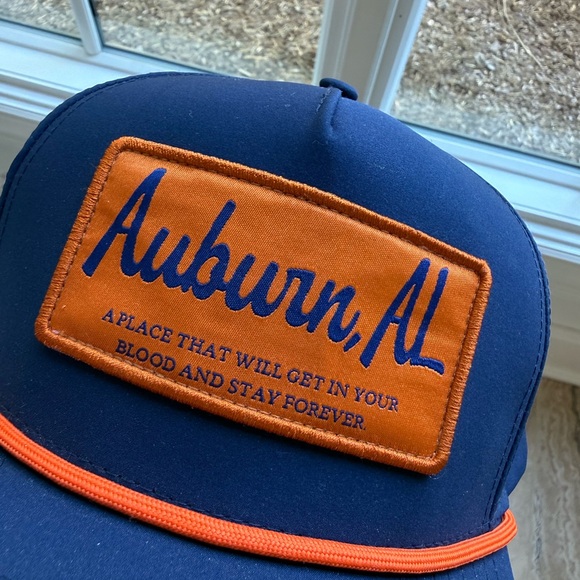 Auburn, AL
A PLACE THAT WILL GET IN YOUR
BLOOD AND STAY FOREVER